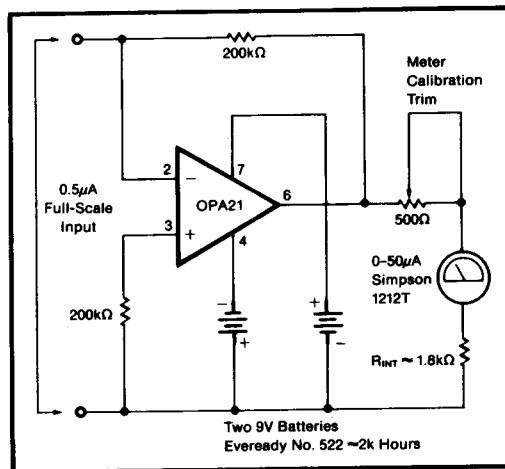 200kΩ
Meter
Calibration
Trim
7
2
−
6
0.5µA
Full-Scale
Input
OPA21
500Ω
3
+
4
0–50µA
Simpson
1212T
−
+
200kΩ
+
−
RINT ≈ 1.8kΩ
Two 9V Batteries
Eveready No. 522 ≈2k Hours